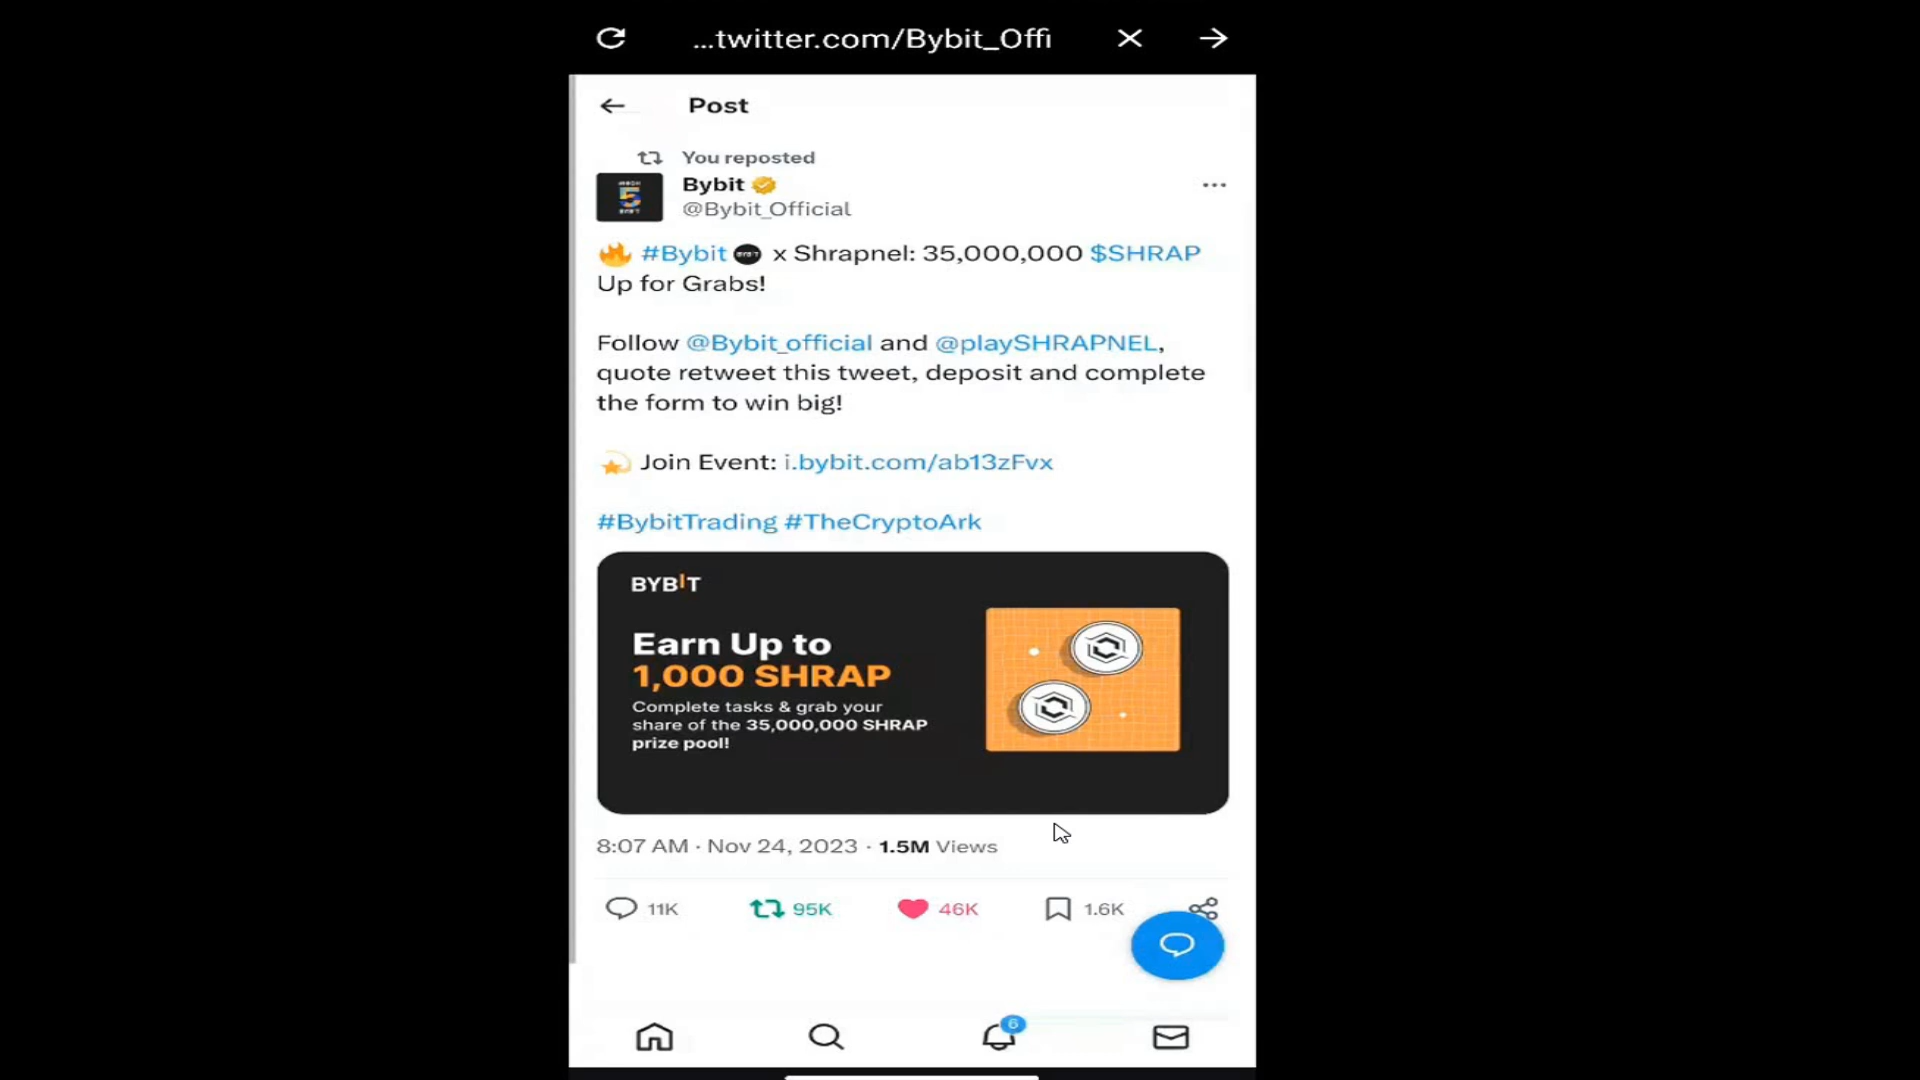 ...twitter.com/Bybit_Offi
Post
You reposted
Bybit
@Bybit_Official
#Bybit x Shrapnel: 35,000,000 $SHRAP
Up for Grabs!
Follow @Bybit_official and @playSHRAPNEL,
quote retweet this tweet, deposit and complete
the form to win big!
Join Event: i.bybit.com/ab13zFvx
#BybitTrading #TheCryptoArk
BYBIT
Earn Up to
1,000 SHRAP
Complete tasks & grab your
share of the 35,000,000 SHRAP
prize pool!
8:07 AM · Nov 24, 2023 · 1.5M Views
11K 95K 46K 1.6K
6